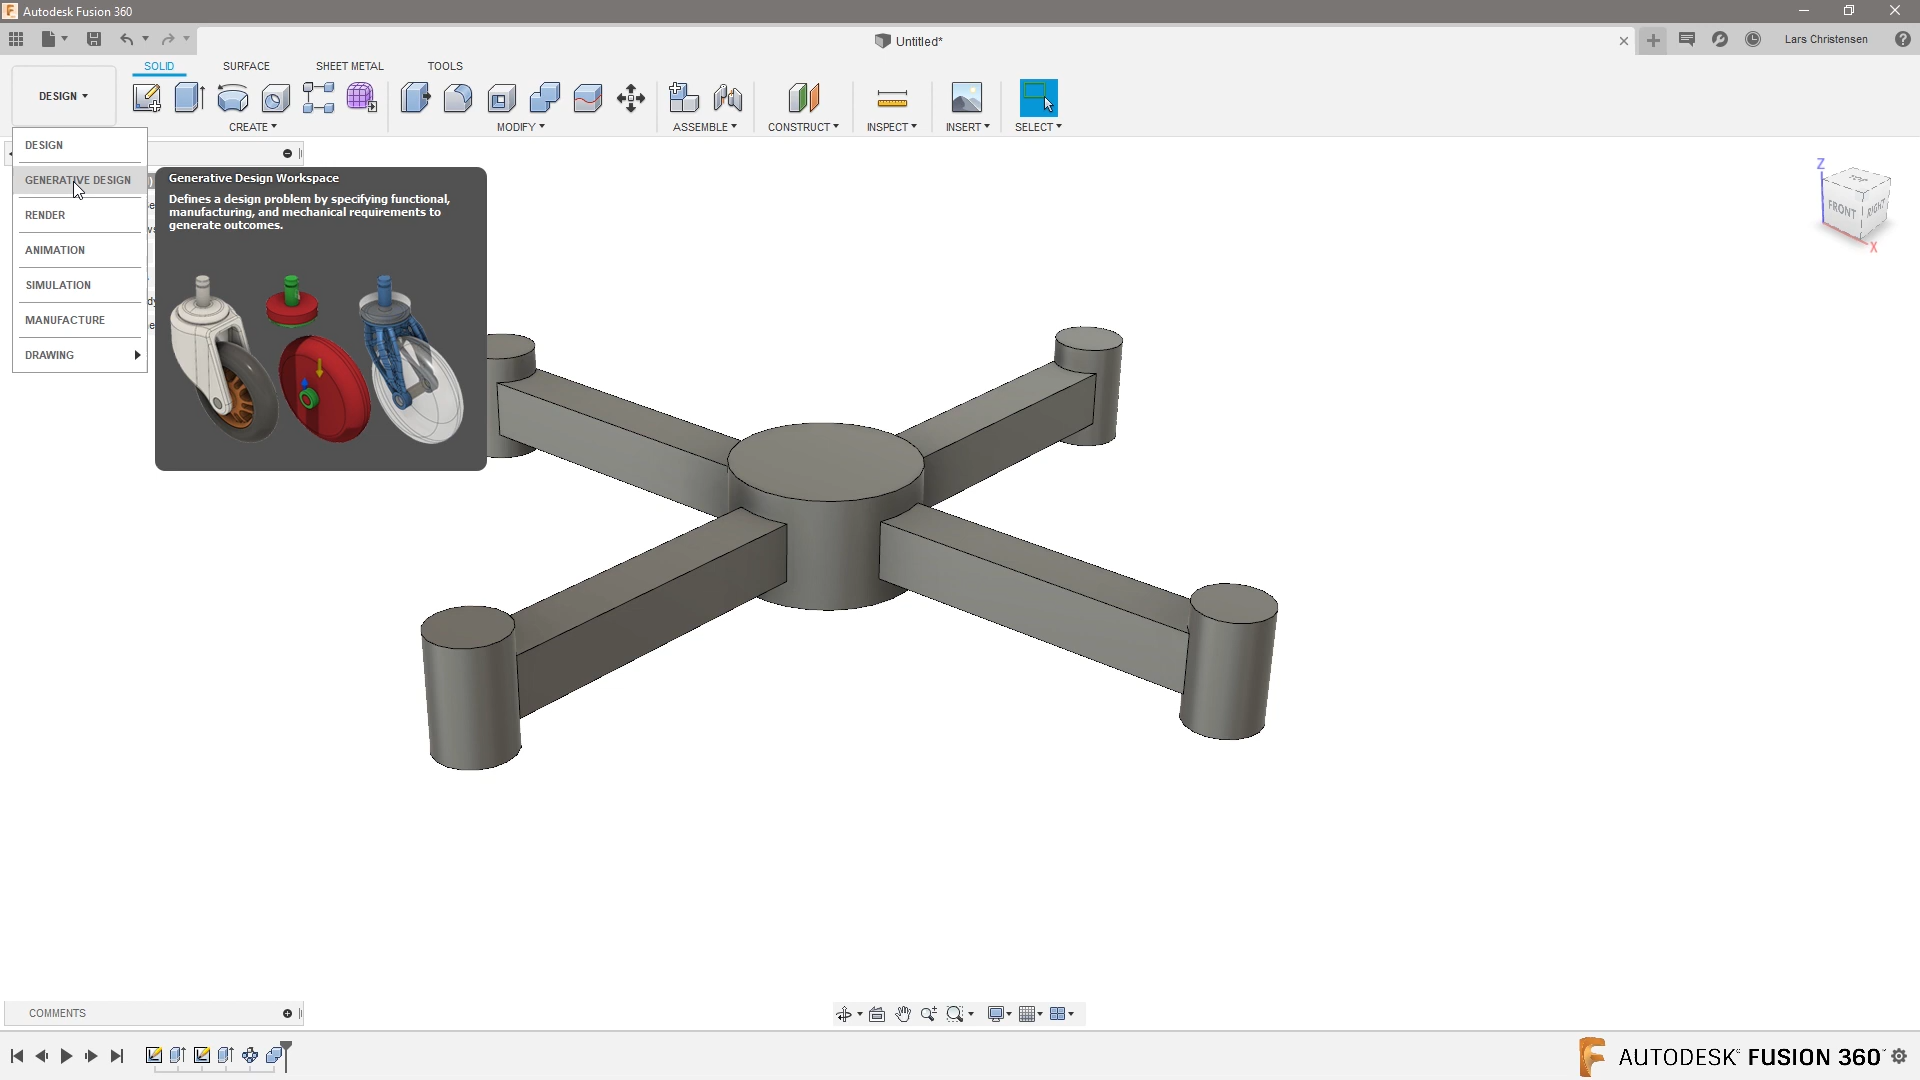 Autodesk Fusion 360
Untitled*
Lars Christensen
DESIGN
SOLID
SURFACE
SHEET METAL
TOOLS
CREATE
MODIFY
ASSEMBLE
CONSTRUCT
INSPECT
INSERT
SELECT
DESIGN
GENERATIVE DESIGN
RENDER
ANIMATION
SIMULATION
MANUFACTURE
DRAWING
Generative Design Workspace
Defines a design problem by specifying functional,
manufacturing, and mechanical requirements to
generate outcomes.
Z
TOP
FRONT
RIGHT
X
COMMENTS
AUTODESK FUSION 360